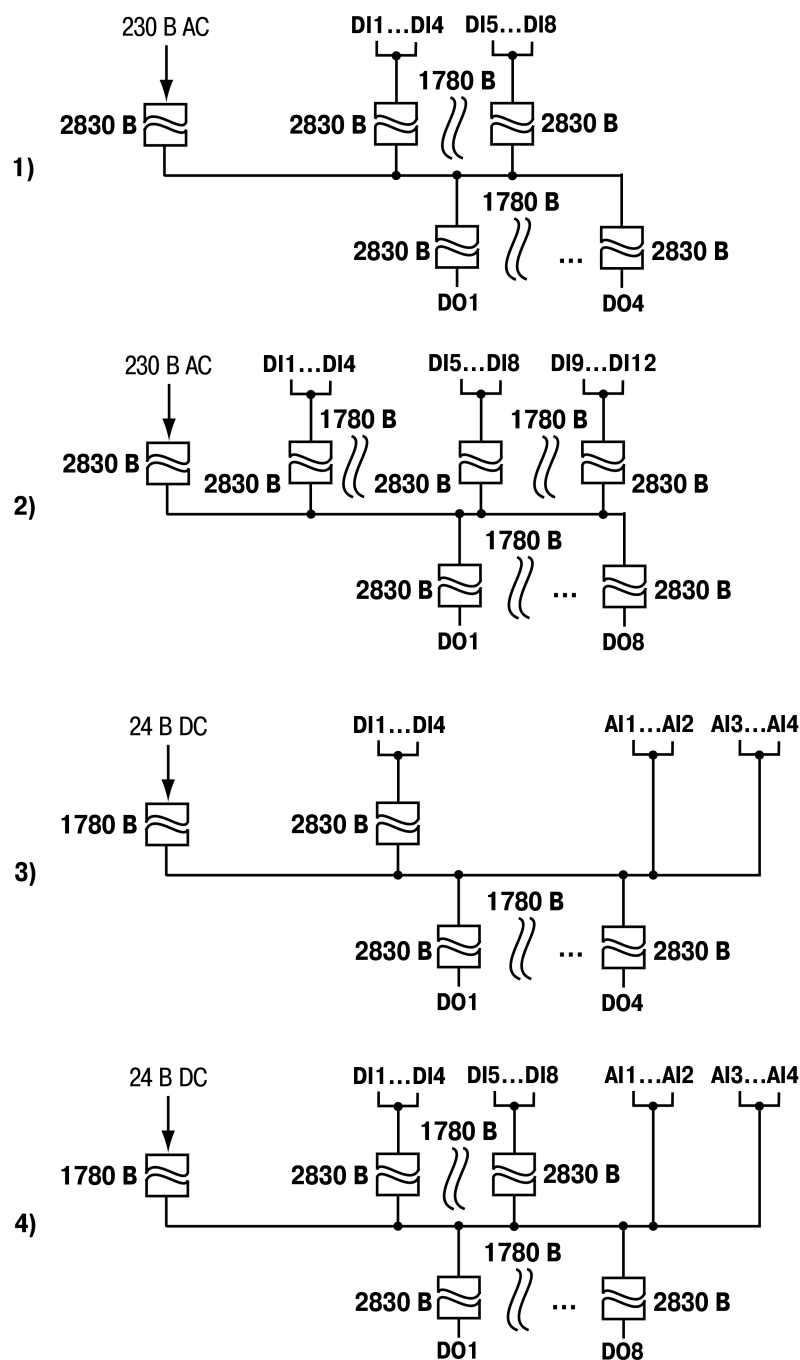 230 В AC
DI1...DI4
DI5...DI8
1780 В
2830 В
2830 В
2830 В
1)
1780 В
2830 В
...
2830 В
DO1
DO4
230 В AC
DI1...DI4
DI5...DI8
DI9...DI12
1780 В
1780 В
2830 В
2830 В
2830 В
2830 В
2)
1780 В
2830 В
...
2830 В
DO1
DO8
24 В DC
DI1...DI4
AI1...AI2
AI3...AI4
1780 В
2830 В
3)
1780 В
2830 В
...
2830 В
DO1
DO4
24 В DC
DI1...DI4
DI5...DI8
AI1...AI2
AI3...AI4
1780 В
1780 В
2830 В
2830 В
4)
1780 В
2830 В
...
2830 В
DO1
DO8